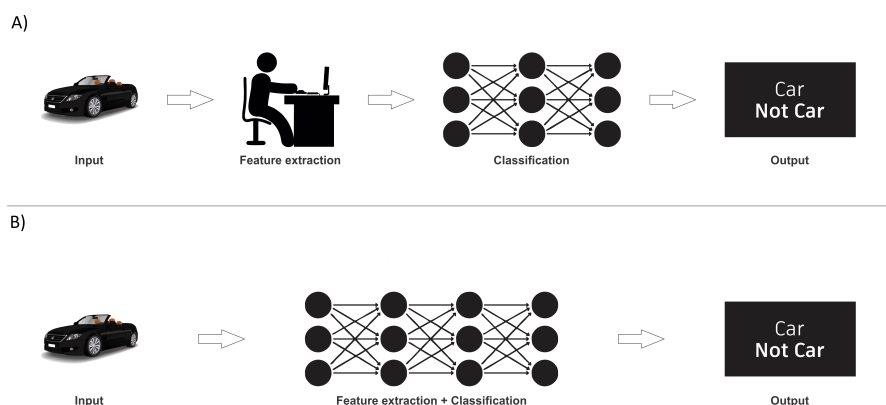 A)
Input
Feature extraction
Classification
Car
Not Car
Output
B)
Input
Feature extraction + Classification
Car
Not Car
Output